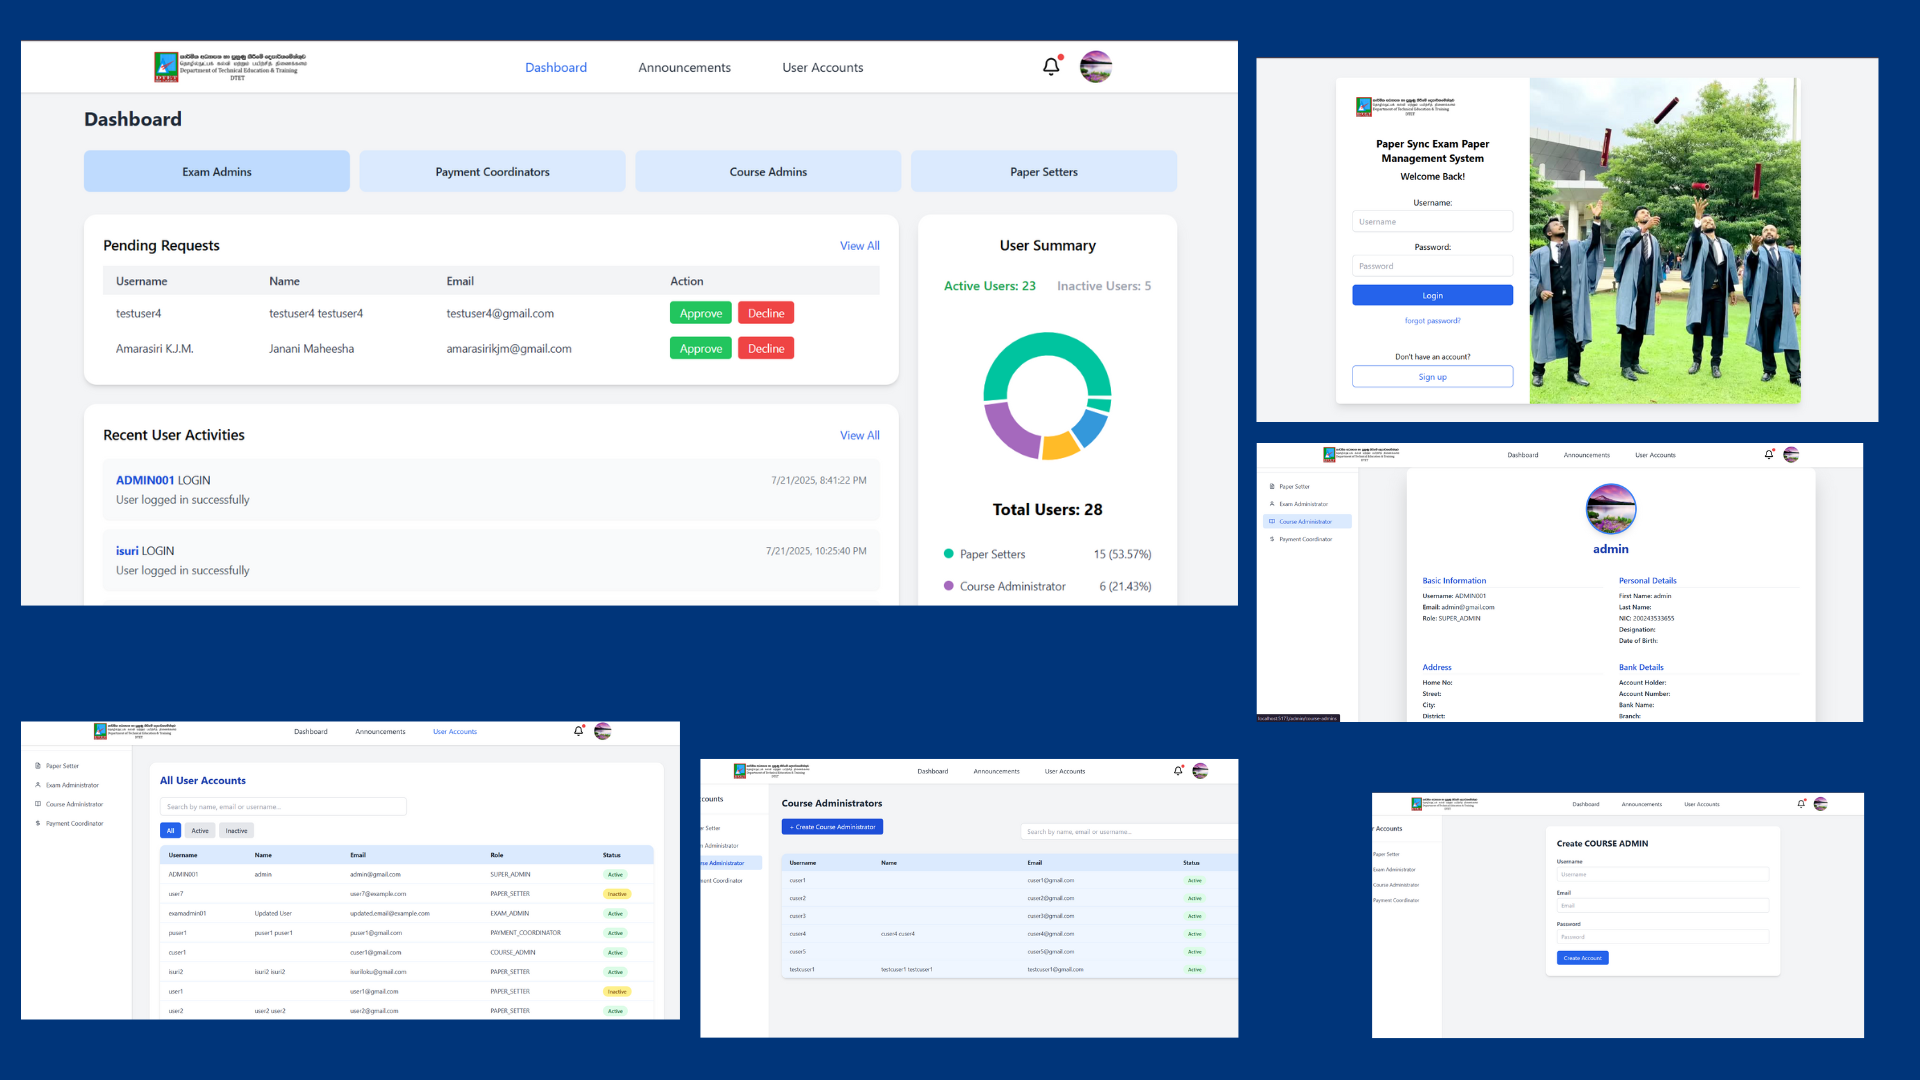 Department of Technical Education & Training
DTET
Dashboard
Announcements
User Accounts
Dashboard
Exam Admins
Payment Coordinators
Course Admins
Paper Setters
Pending Requests
View All
Username Name Email Action
testuser4 testuser4 testuser4 testuser4@gmail.com Approve Decline
Amarasiri K.J.M. Janani Maheesha amarasirikjm@gmail.com Approve Decline
Recent User Activities
View All
ADMIN001 LOGIN
7/21/2025, 8:41:22 PM
User logged in successfully
isuri LOGIN
7/21/2025, 10:25:40 PM
User logged in successfully
User Summary
Active Users: 23 Inactive Users: 5
Total Users: 28
Paper Setters 15 (53.57%)
Course Administrator 6 (21.43%)
Department of Technical Education & Training
DTET
Paper Sync Exam Paper
Management System
Welcome Back!
Username:
Username
Password:
Password
Login
forgot password?
Don't have an account?
Sign up
Dashboard
Announcements
User Accounts
Paper Setter
Exam Administrator
Course Administrator
Payment Coordinator
admin
Basic Information
Username: ADMIN001
Email: admin@gmail.com
Role: SUPER_ADMIN
Personal Details
First Name: admin
Last Name:
NIC: 200243533655
Designation:
Date of Birth:
Address
Home No:
Street:
City:
District:
Bank Details
Account Holder:
Account Number:
Bank Name:
Branch:
localhost:5173/admin/course-admins
Dashboard
Announcements
User Accounts
Paper Setter
Exam Administrator
Course Administrator
Payment Coordinator
All User Accounts
Search by name, email or username...
All Active Inactive
Username Name Email Role Status
ADMIN001 admin admin@gmail.com SUPER_ADMIN Active
user7 user7@example.com PAPER_SETTER Inactive
examadmin01 Updated User updated.email@example.com EXAM_ADMIN Active
puser1 puser1 puser1 puser1@gmail.com PAYMENT_COORDINATOR Active
cuser1 cuser1@gmail.com COURSE_ADMIN Active
isuri2 isuri2 isuri2 isuriloku@gmail.com PAPER_SETTER Active
user1 user1@gmail.com PAPER_SETTER Inactive
user2 user2 user2 user2@gmail.com PAPER_SETTER Active
Dashboard
Announcements
User Accounts
counts
r Setter
Administrator
se Administrator
ment Coordinator
Course Administrators
+ Create Course Administrator
Search by name, email or username...
Username Name Email Status
cuser1 cuser1@gmail.com Active
cuser2 cuser2@gmail.com Active
cuser3 cuser3@gmail.com Active
cuser4 cuser4 cuser4 cuser4@gmail.com Active
cuser5 cuser5@gmail.com Active
testcuser1 testcuser1 testcuser1 testcuser1@gmail.com Active
Dashboard
Announcements
User Accounts
r Accounts
Paper Setter
Exam Administrator
Course Administrator
Payment Coordinator
Create COURSE ADMIN
Username
Username
Email
Email
Password
Password
Create Account